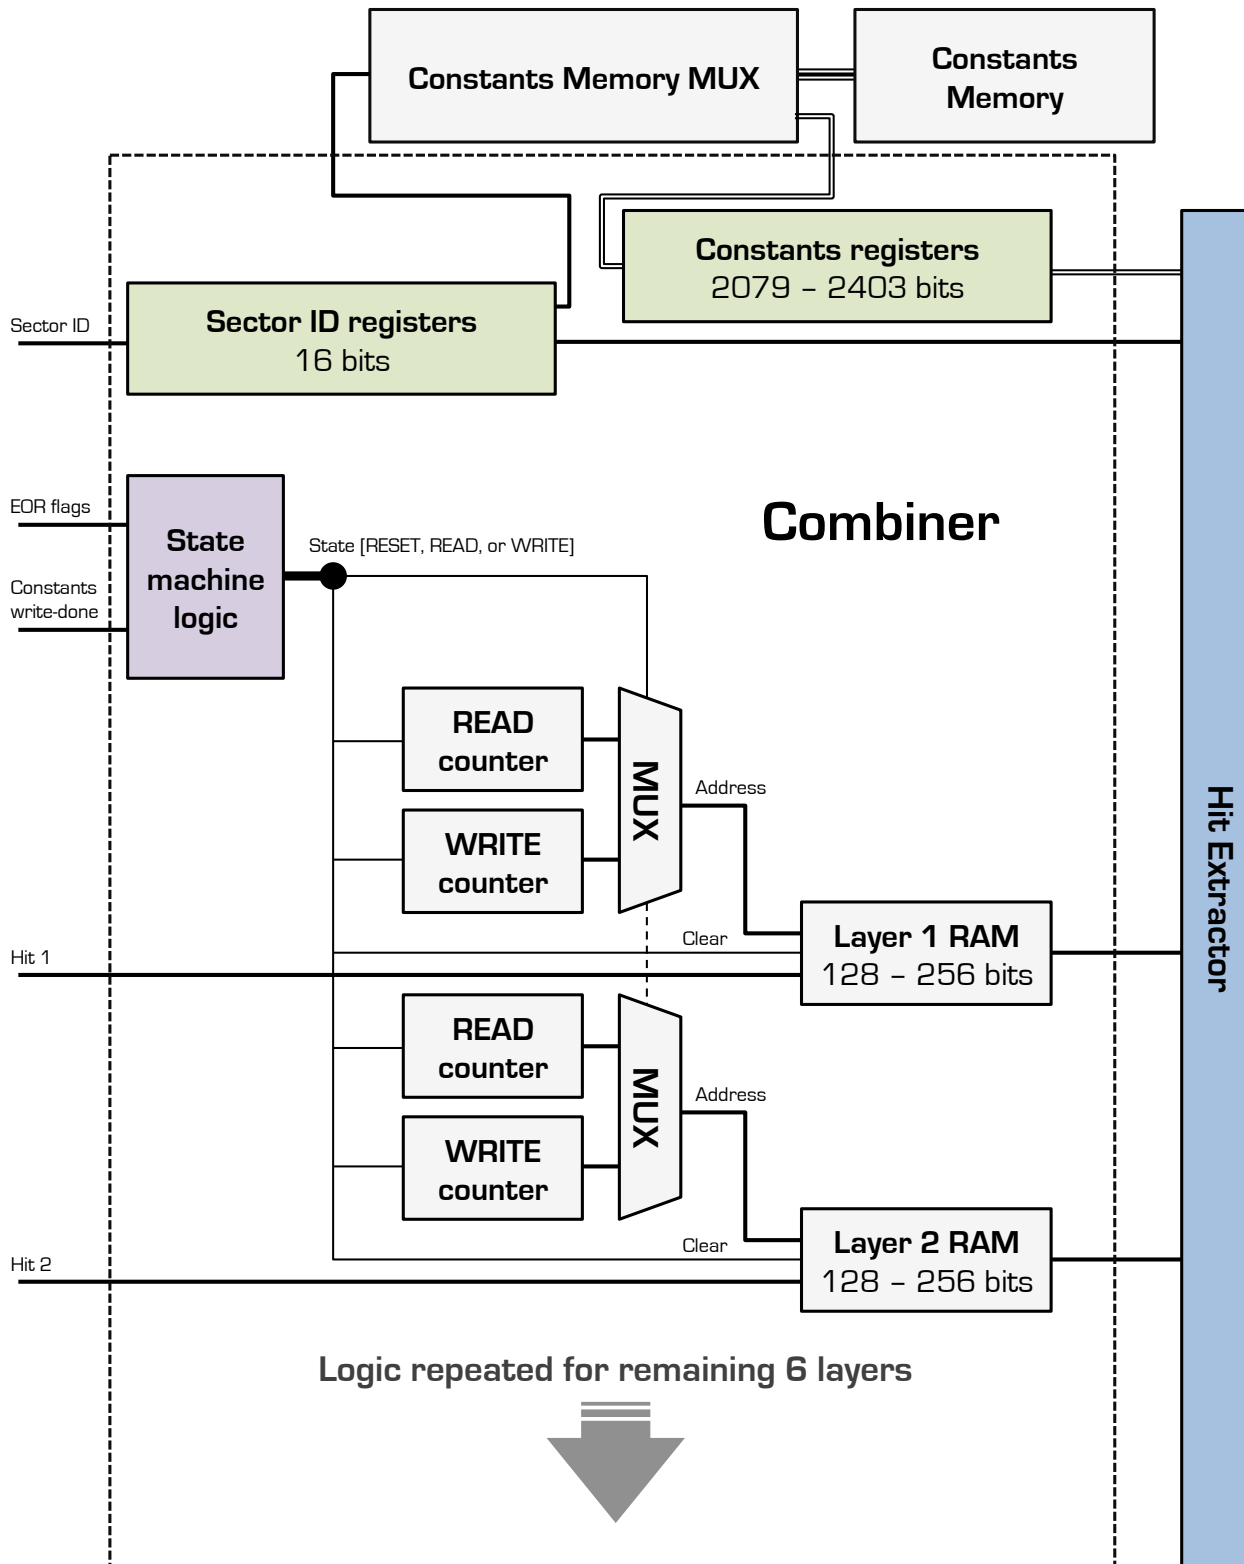 Constants Memory MUX
Constants
Memory
Constants registers
2079 – 2403 bits
Sector ID
Sector ID registers
16 bits
EOR flags
Constants
write-done
State
machine
logic
State [RESET, READ, or WRITE]
Combiner
READ
counter
WRITE
counter
MUX
Address
Hit Extractor
Clear
Hit 1
Layer 1 RAM
128 – 256 bits
READ
counter
WRITE
counter
MUX
Address
Clear
Hit 2
Layer 2 RAM
128 – 256 bits
Logic repeated for remaining 6 layers